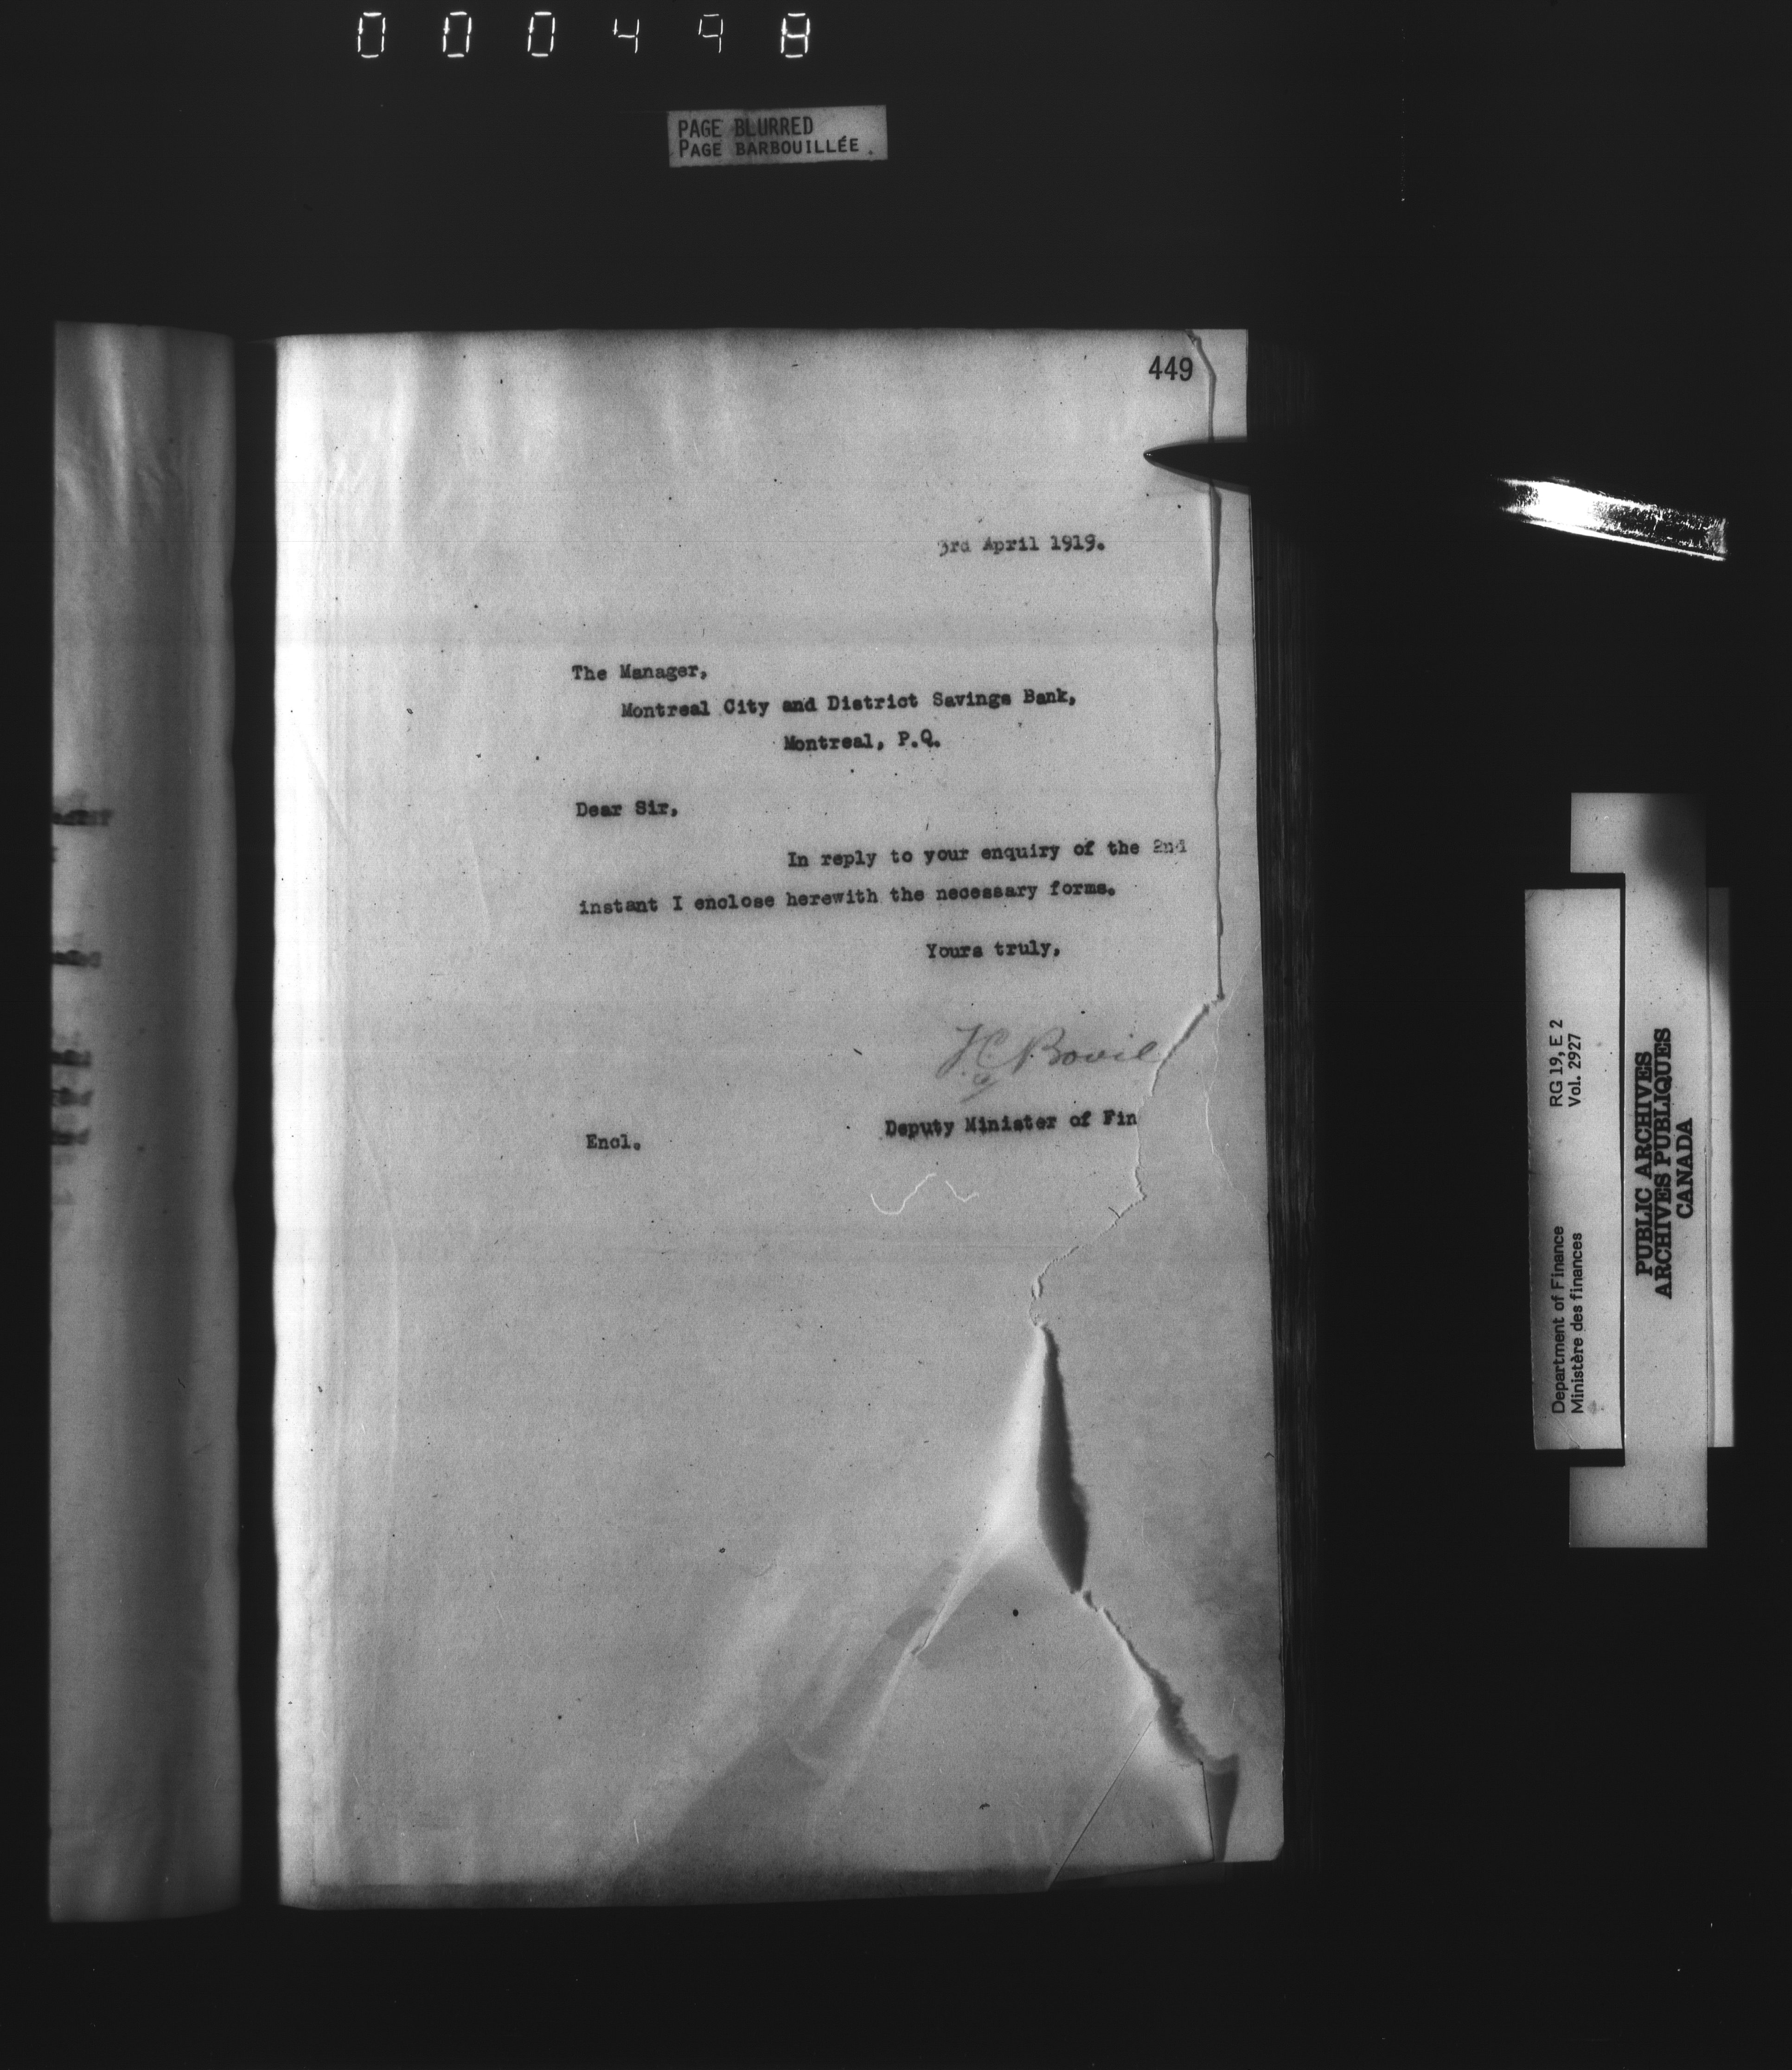 000498
PAGE BLURRED
PAGE BARBOUILLÉE.
449
3rd April 1919.
The Manager,
Montreal City and District Savings Bank,
Montreal, P.Q.
Dear Sir,
In reply to your enquiry of the 2nd
instant I enclose herewith the necessary forms.
Yours truly,
Deputy Minister of Fin
Encl.
Department of Finance
Ministère des finances
RG 19, E 2
Vol. 2927
PUBLIC ARCHIVES
ARCHIVES PUBLIQUES
CANADA